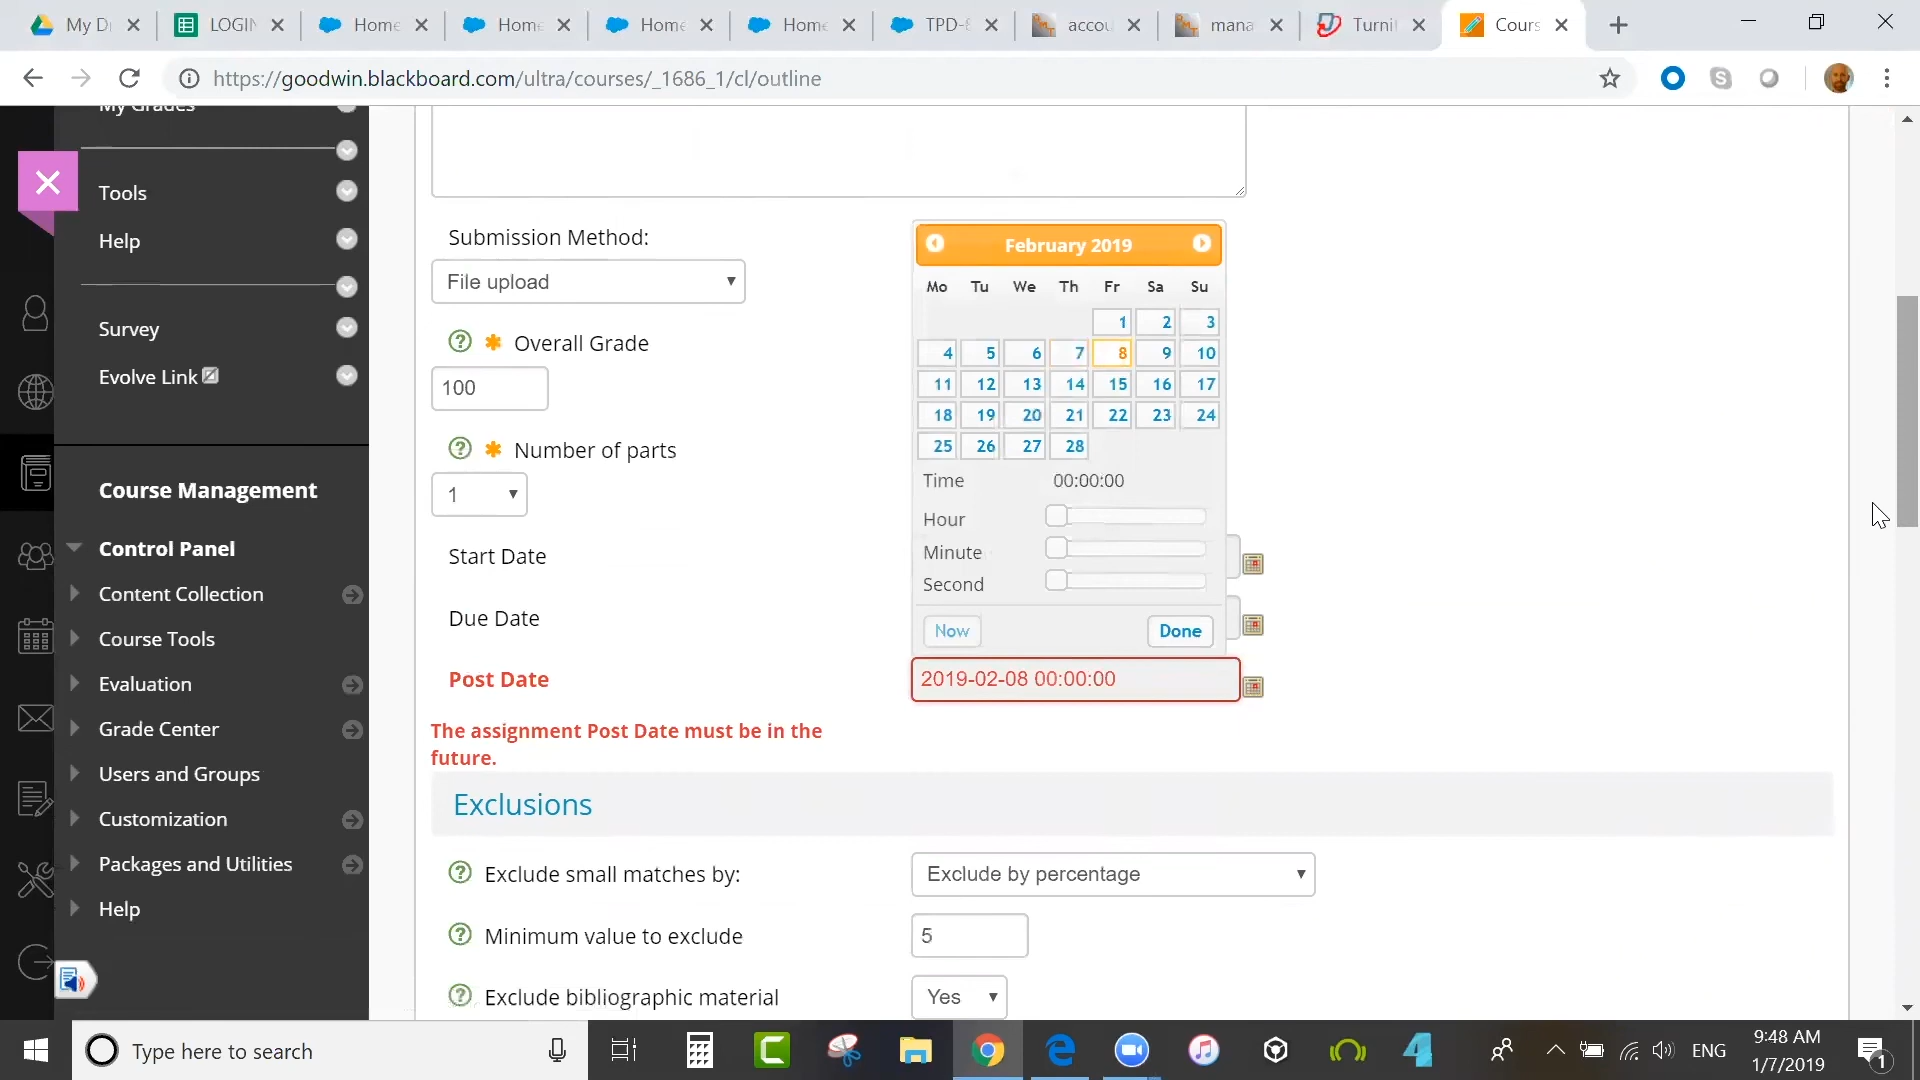 My D
LOGIN
Home
Home
Home
Home
TPD-
accou
mana
Turnit
Cours
https://goodwin.blackboard.com/ultra/courses/_1686_1/cl/outline
My Grades
Tools
Help
Survey
Evolve Link
Course Management
Control Panel
Content Collection
Course Tools
Evaluation
Grade Center
Users and Groups
Customization
Packages and Utilities
Help
Submission Method:
File upload
Overall Grade
100
Number of parts
1
Start Date
Due Date
February 2019
Mo Tu We Th Fr Sa Su
1 2 3
4 5 6 7 8 9 10
11 12 13 14 15 16 17
18 19 20 21 22 23 24
25 26 27 28
Time 00:00:00
Hour
Minute
Second
Now Done
Post Date 2019-02-08 00:00:00
The assignment Post Date must be in the
future.
Exclusions
Exclude small matches by: Exclude by percentage
Minimum value to exclude 5
Exclude bibliographic material Yes
Type here to search
ENG
9:48 AM
1/7/2019
1